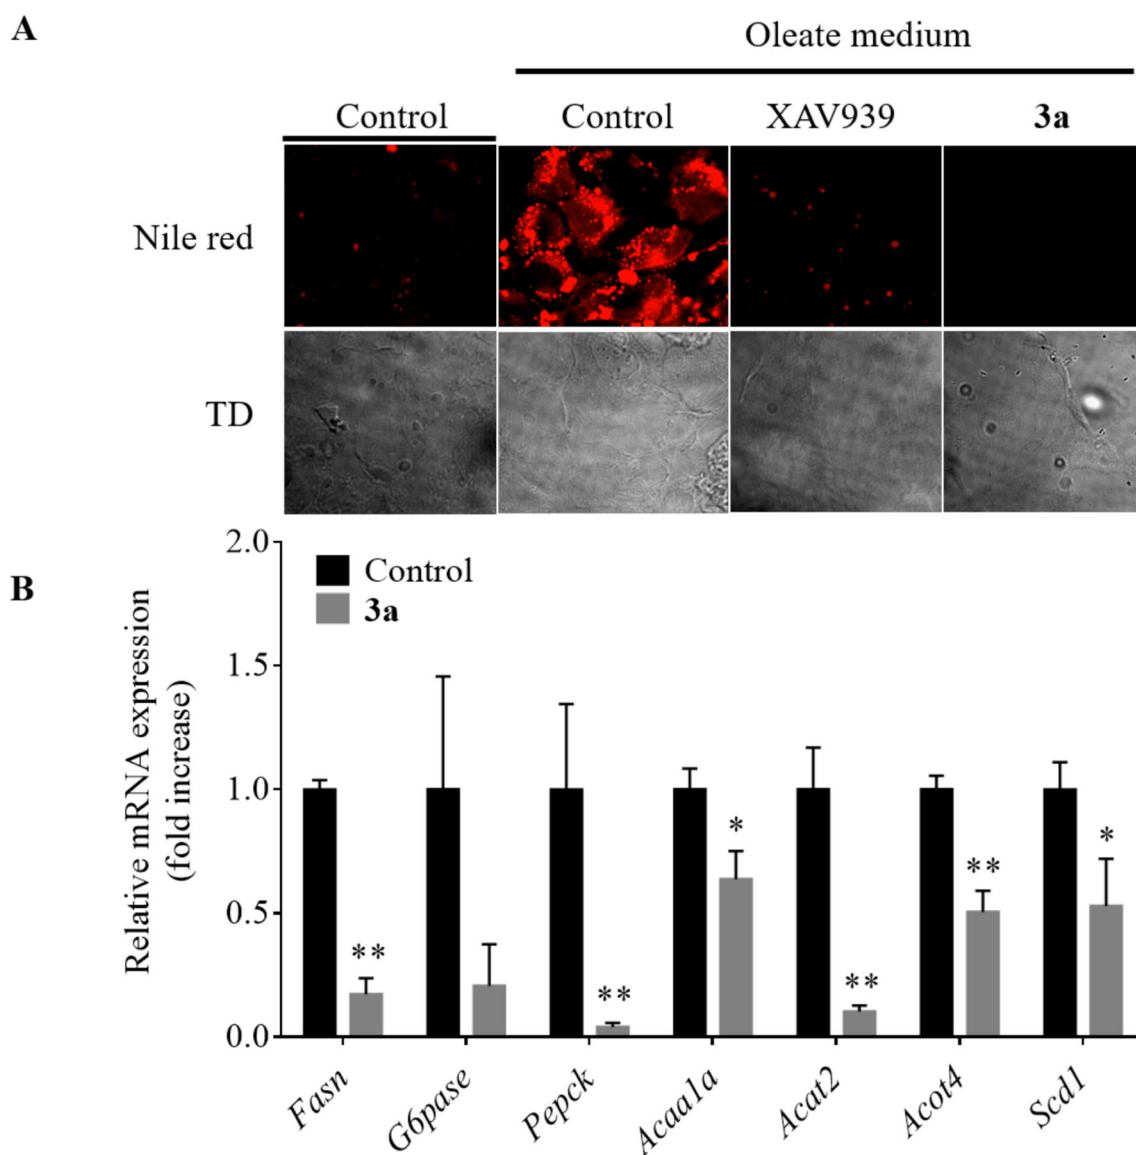 A
Oleate medium
Control Control XAV939 3a
Nile red
TD
B
2.0
Control
3a
1.5
1.0
0.5
0.0
Relative mRNA expression
(fold increase)
**
**
*
**
**
*
Fasn G6pase Pepck Acaa1a Acat2 Acot4 Scd1